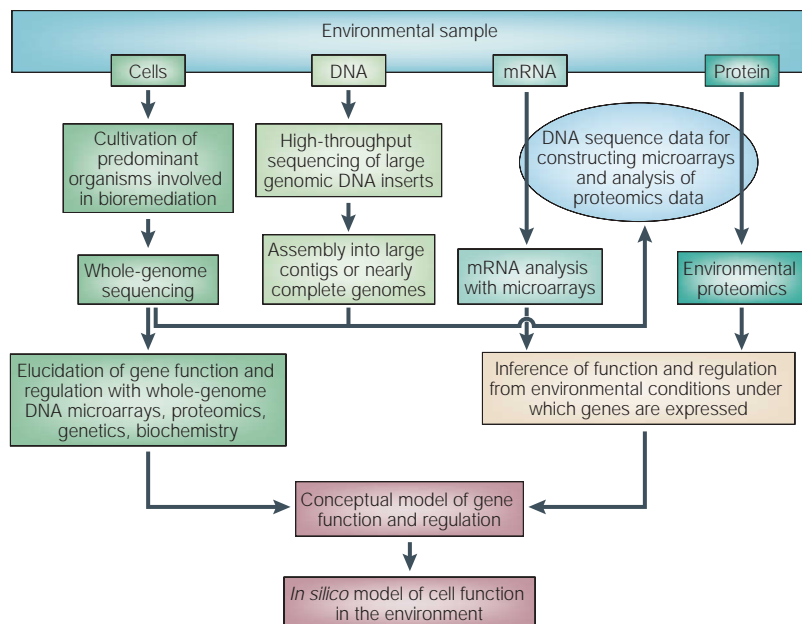 Environmental sample
Cells
DNA
mRNA
Protein
Cultivation of
predominant
organisms involved
in bioremediation
High-throughput
sequencing of large
genomic DNA inserts
DNA sequence data for
constructing microarrays
and analysis of
proteomics data
Whole-genome
sequencing
Assembly into large
contigs or nearly
complete genomes
mRNA analysis
with microarrays
Environmental
proteomics
Elucidation of gene function and
regulation with whole-genome
DNA microarrays, proteomics,
genetics, biochemistry
Inference of function and regulation
from environmental conditions under
which genes are expressed
Conceptual model of gene
function and regulation
In silico model of cell function
in the environment